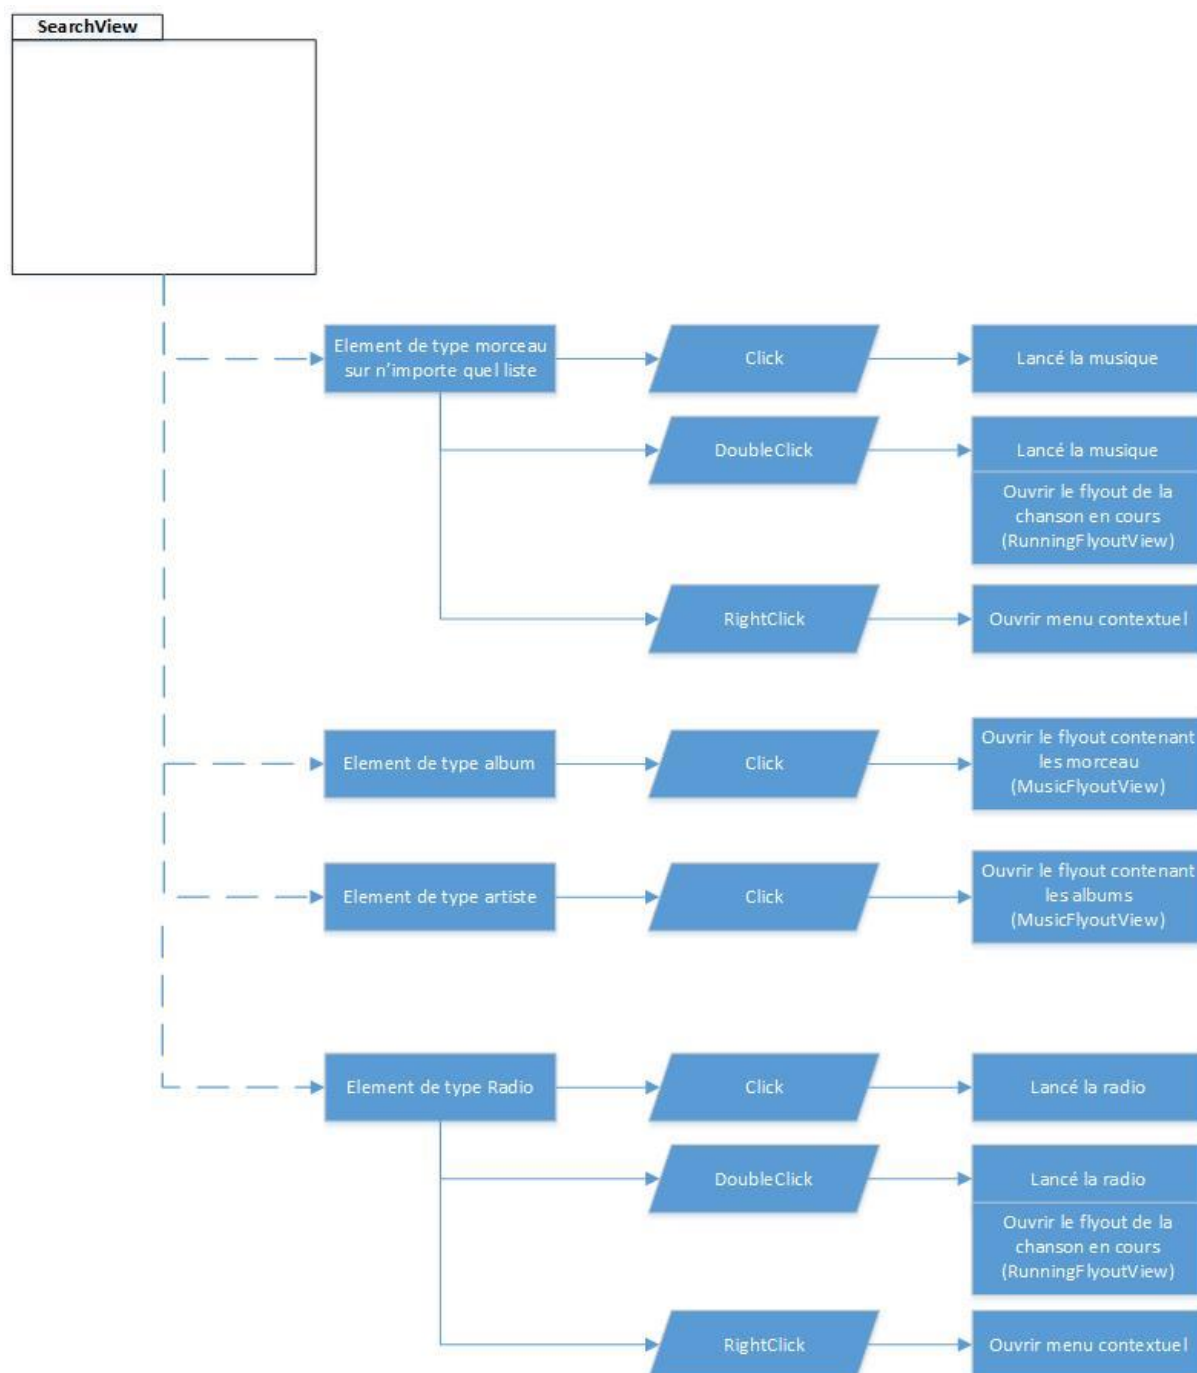 SearchView
Element de type morceau
sur n'importe quel liste
Click
Lancé la musique
DoubleClick
Lancé la musique
Ouvrir le flyout de la
chanson en cours
(RunningFlyoutView)
RightClick
Ouvrir menu contextuel
Element de type album
Click
Ouvrir le flyout contenant
les morceau
(MusicFlyoutView)
Element de type artiste
Click
Ouvrir le flyout contenant
les albums
(MusicFlyoutView)
Element de type Radio
Click
Lancé la radio
DoubleClick
Lancé la radio
Ouvrir le flyout de la
chanson en cours
(RunningFlyoutView)
RightClick
Ouvrir menu contextuel